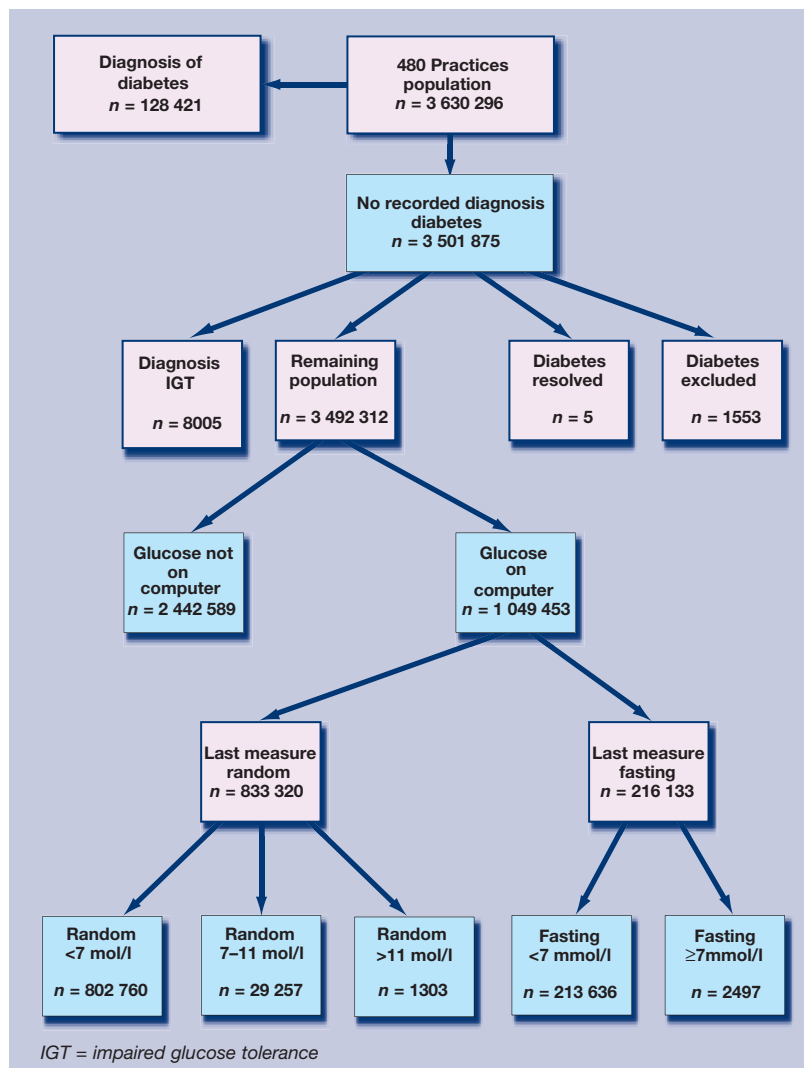 Diagnosis of
diabetes
n = 128 421
480 Practices
population
n = 3 630 296
No recorded diagnosis
diabetes
n = 3 501 875
Diagnosis
IGT
n = 8005
Remaining
population
n = 3 492 312
Diabetes
resolved
n = 5
Diabetes
excluded
n = 1553
Glucose not
on
computer
n = 2 442 589
Glucose
on
computer
n = 1 049 453
Last measure
random
n = 833 320
Last measure
fasting
n = 216 133
Random
<7 mol/l
n = 802 760
Random
7–11 mol/l
n = 29 257
Random
>11 mol/l
n = 1303
Fasting
<7 mmol/l
n = 213 636
Fasting
≥7mmol/l
n = 2497
IGT = impaired glucose tolerance